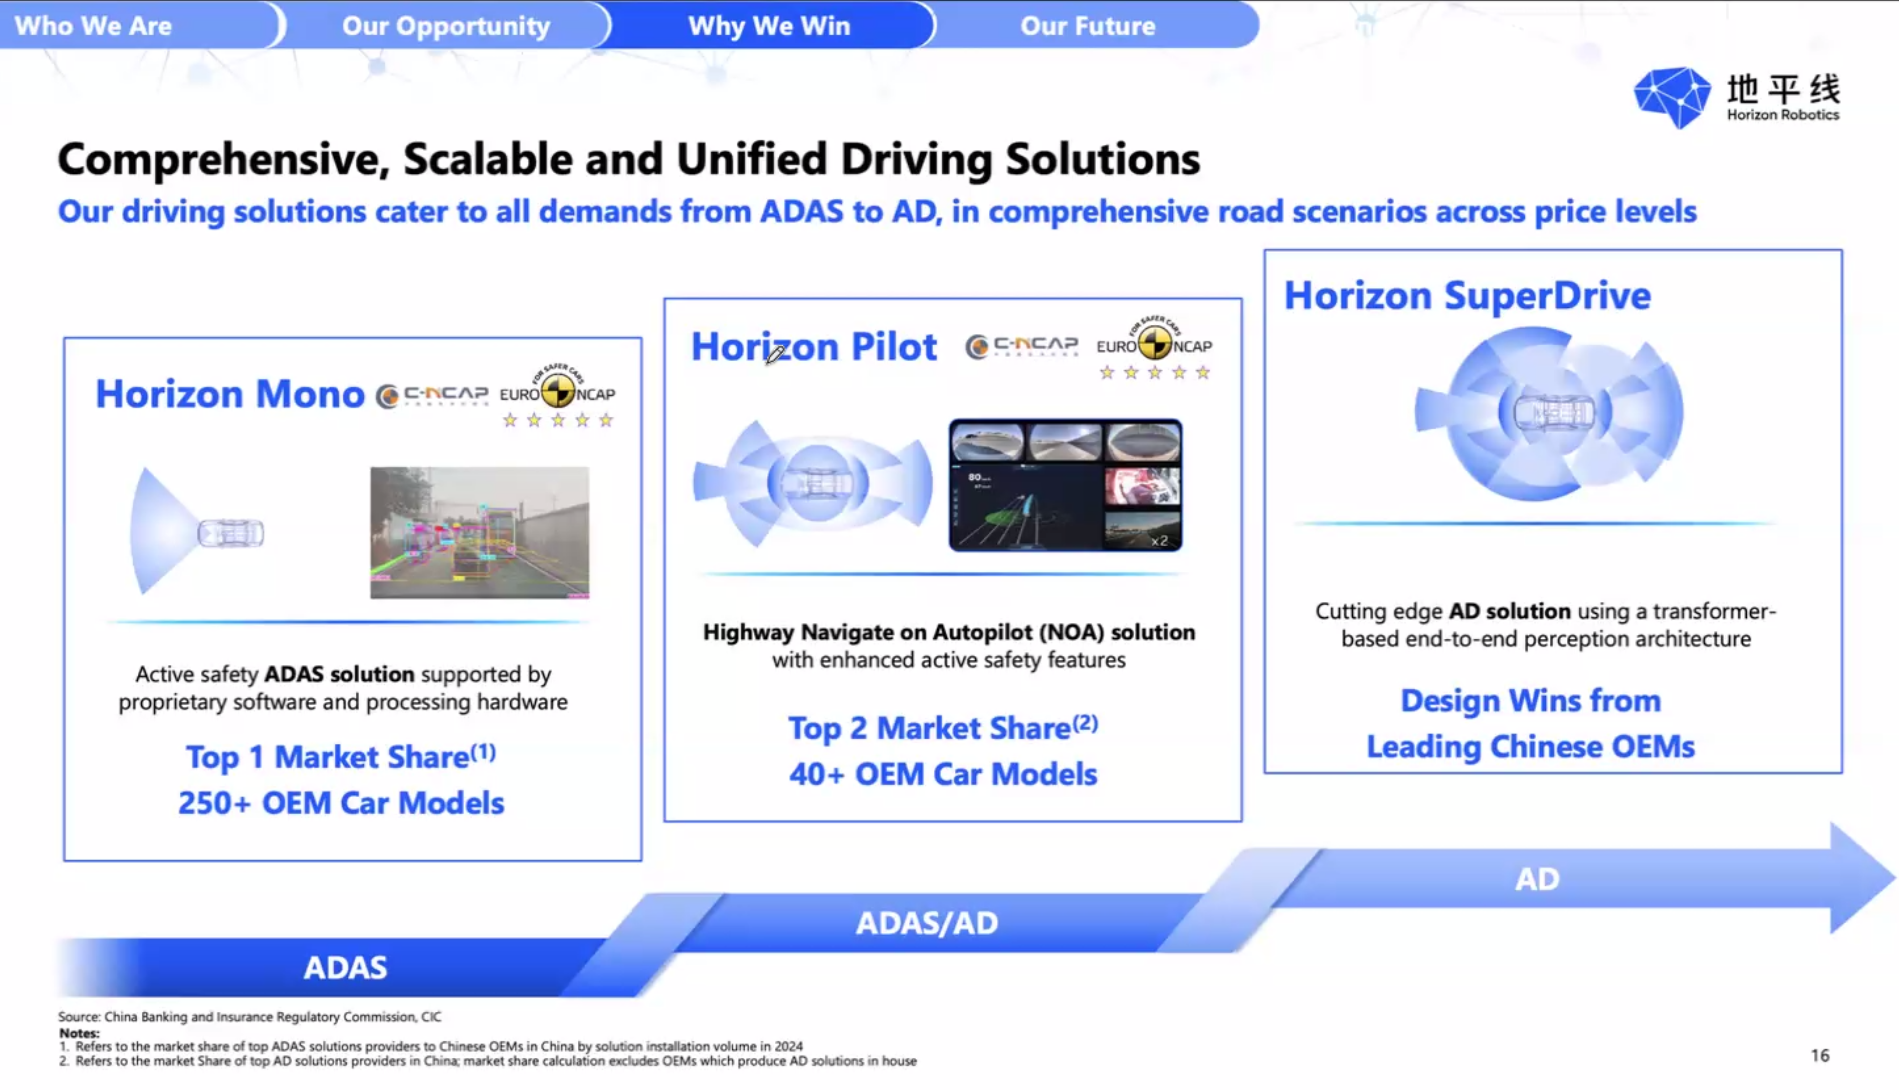 Who We Are
Our Opportunity
Why We Win
Our Future
地平线
Horizon Robotics
Comprehensive, Scalable and Unified Driving Solutions
Our driving solutions cater to all demands from ADAS to AD, in comprehensive road scenarios across price levels
Horizon Mono
C-NCAP
FOR SAFER CARS
EURO NCAP
Active safety ADAS solution supported by
proprietary software and processing hardware
Top 1 Market Share(1)
250+ OEM Car Models
Horizon Pilot
C-NCAP
FOR SAFER CARS
EURO NCAP
80
x2
Highway Navigate on Autopilot (NOA) solution
with enhanced active safety features
Top 2 Market Share(2)
40+ OEM Car Models
Horizon SuperDrive
Cutting edge AD solution using a transformer-
based end-to-end perception architecture
Design Wins from
Leading Chinese OEMs
ADAS
ADAS/AD
AD
Source: China Banking and Insurance Regulatory Commission, CIC
Notes:
1. Refers to the market share of top ADAS solutions providers to Chinese OEMs in China by solution installation volume in 2024
2. Refers to the market Share of top AD solutions providers in China; market share calculation excludes OEMs which produce AD solutions in house
16